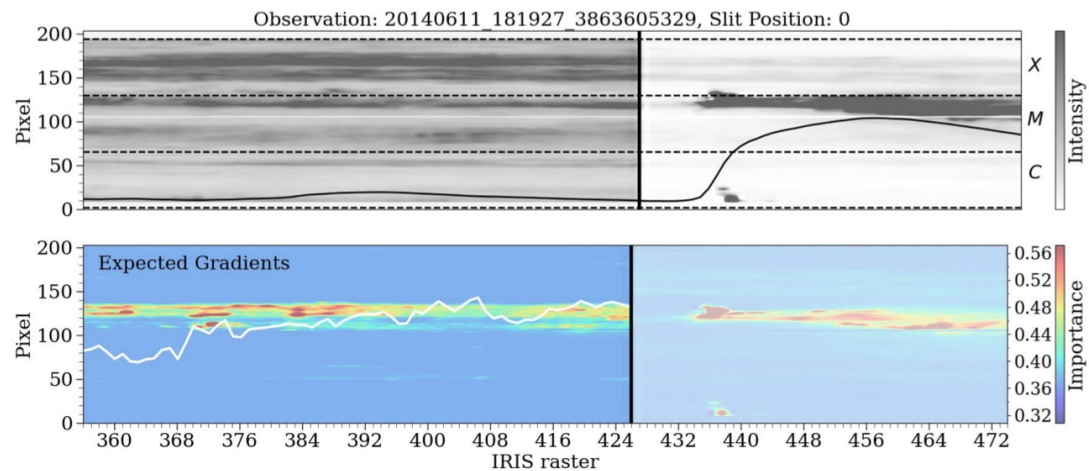 Observation: 20140611_181927_3863605329, Slit Position: 0
200
150
100
50
0
Pixel
X
M
C
Intensity
Expected Gradients
200
150
100
50
0
Pixel
0.56
0.52
0.48
0.44
0.40
0.36
0.32
Importance
360 368 376 384 392 400 408 416 424 432 440 448 456 464 472
IRIS raster